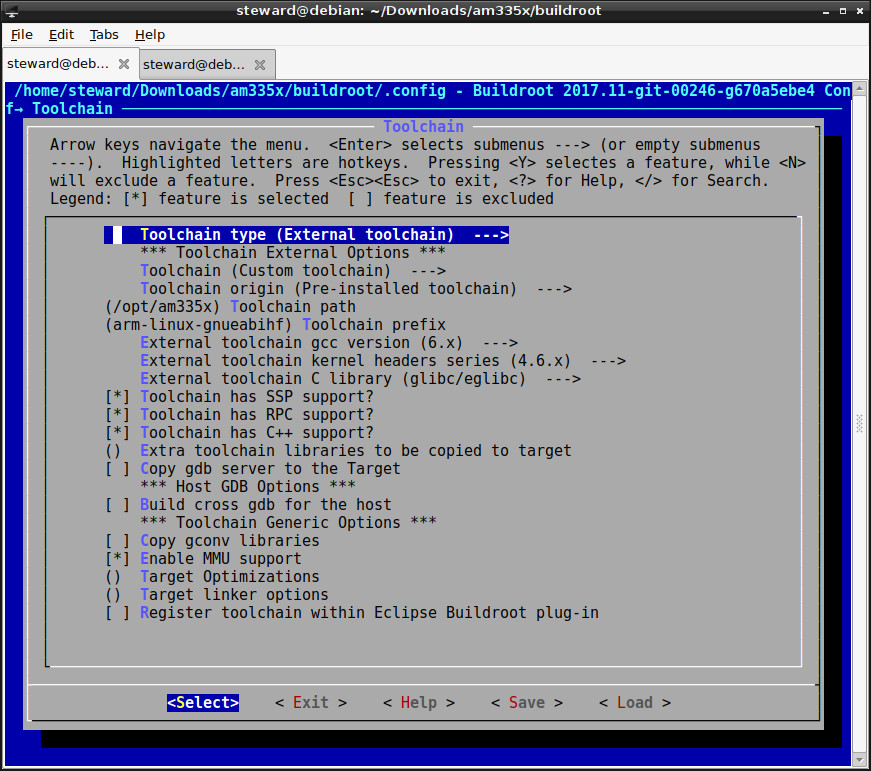 steward@debian: ~/Downloads/am335x/buildroot
File Edit Tabs Help
steward@deb... steward@deb...
/home/steward/Downloads/am335x/buildroot/.config - Buildroot 2017.11-git-00246-g670a5ebe4 Con
f→ Toolchain
Toolchain
Arrow keys navigate the menu.  <Enter> selects submenus ---> (or empty submenus
----).  Highlighted letters are hotkeys.  Pressing <Y> selectes a feature, while <N>
will exclude a feature.  Press <Esc><Esc> to exit, <?> for Help, </> for Search.
Legend: [*] feature is selected  [ ] feature is excluded
Toolchain type (External toolchain)  --->
*** Toolchain External Options ***
Toolchain (Custom toolchain)  --->
Toolchain origin (Pre-installed toolchain)  --->
(/opt/am335x) Toolchain path
(arm-linux-gnueabihf) Toolchain prefix
External toolchain gcc version (6.x)  --->
External toolchain kernel headers series (4.6.x)  --->
External toolchain C library (glibc/eglibc)  --->
[*] Toolchain has SSP support?
[*] Toolchain has RPC support?
[*] Toolchain has C++ support?
()  Extra toolchain libraries to be copied to target
[ ] Copy gdb server to the Target
*** Host GDB Options ***
[ ] Build cross gdb for the host
*** Toolchain Generic Options ***
[ ] Copy gconv libraries
[*] Enable MMU support
()  Target Optimizations
()  Target linker options
[ ] Register toolchain within Eclipse Buildroot plug-in
<Select>    < Exit >    < Help >    < Save >    < Load >